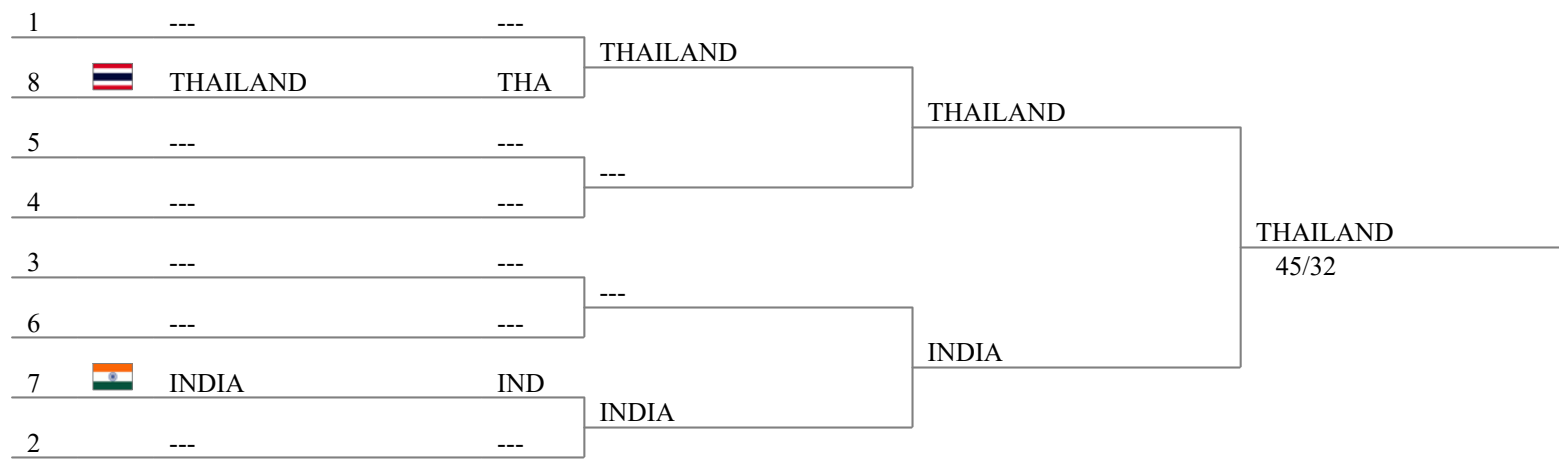 1 --- ---
THAILAND
8 THAILAND THA
THAILAND
5 --- ---
---
4 --- ---
THAILAND
45/32
3 --- ---
---
6 --- ---
INDIA
7 INDIA IND
INDIA
2 --- ---